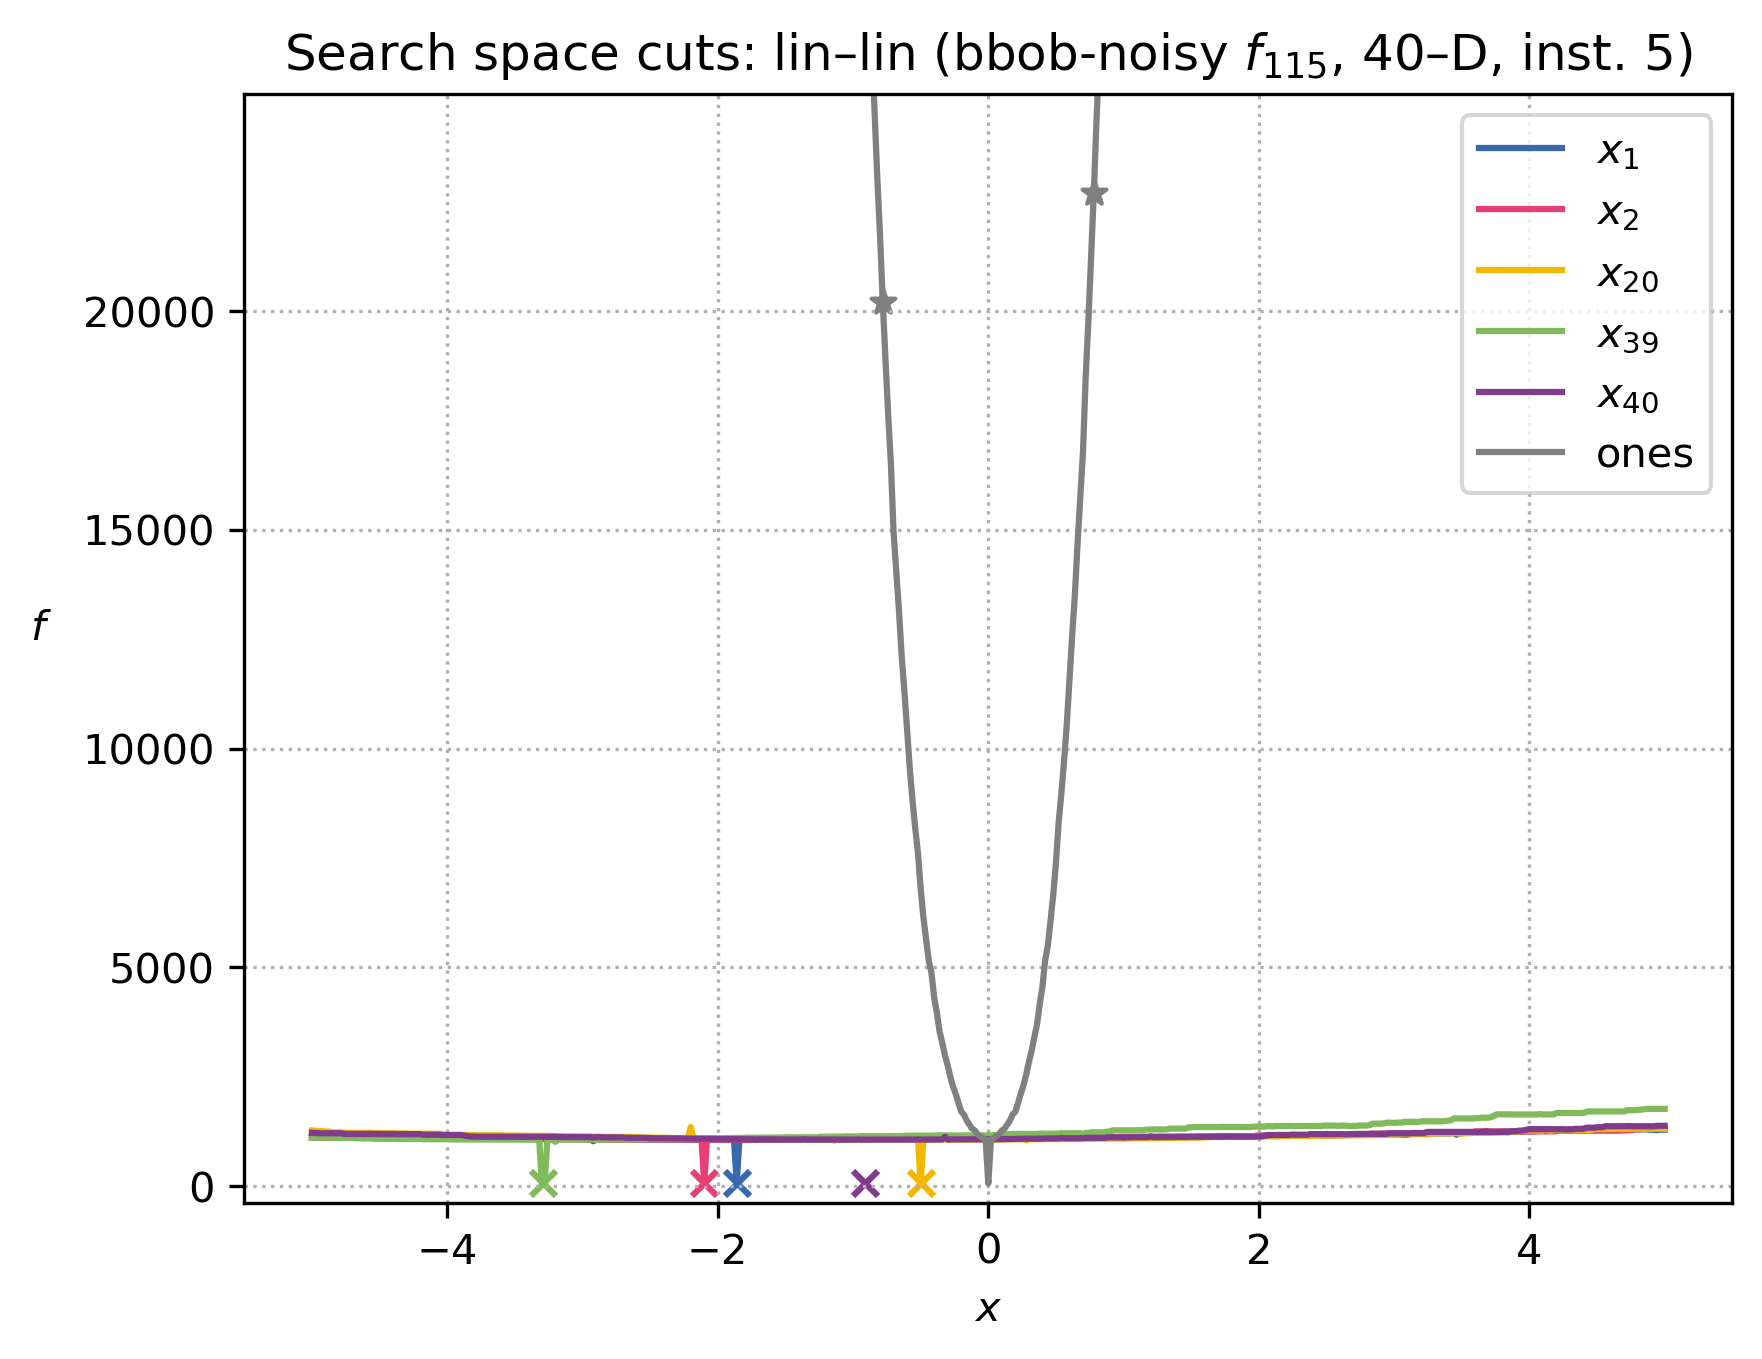 Search space cuts: lin–lin (bbob-noisy f₁₁₅, 40–D, inst. 5)
x₁
x₂
x₂₀
x₃₉
x₄₀
ones
20000
15000
10000
5000
0
f
−4 −2 0 2 4
x